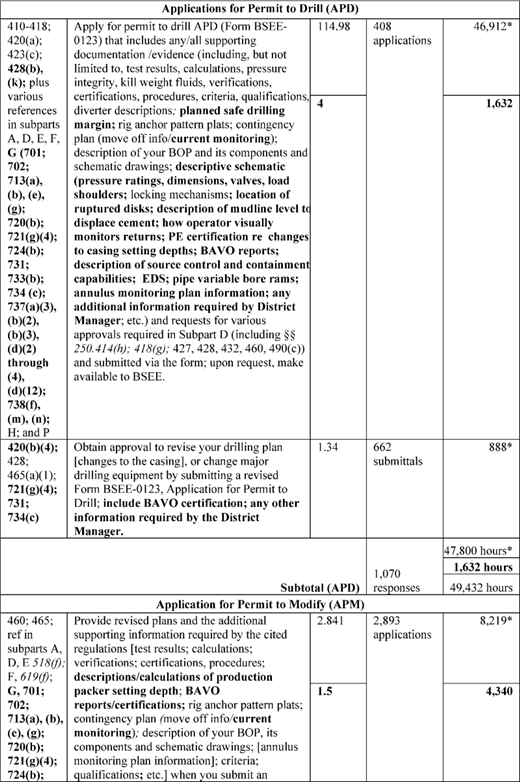 Applications for Permit to Drill (APD)
410-418;
420(a);
423(c);
428(b),
(k); plus
various
references
in subparts
A, D, E, F,
G (701;
702;
713(a),
(b), (e),
(g);
720(b);
721(g)(4);
724(b);
731;
733(b);
734 (c);
737(a)(3),
(b)(2),
(b)(3),
(d)(2)
through
(4),
(d)(12);
738(f),
(m), (n);
H; and P
Apply for permit to drill APD (Form BSEE-
0123) that includes any/all supporting
documentation /evidence (including, but not
limited to, test results, calculations, pressure
integrity, kill weight fluids, verifications,
certifications, procedures, criteria, qualifications,
diverter descriptions; planned safe drilling
margin; rig anchor pattern plats; contingency
plan (move off info/current monitoring);
description of your BOP and its components and
schematic drawings; descriptive schematic
(pressure ratings, dimensions, valves, load
shoulders; locking mechanisms; location of
ruptured disks; description of mudline level to
displace cement; how operator visually
monitors returns; PE certification re changes
to casing setting depths; BAVO reports;
description of source control and containment
capabilities; EDS; pipe variable bore rams;
annulus monitoring plan information; any
additional information required by District
Manager; etc.) and requests for various
approvals required in Subpart D (including §§
250.414(h); 418(g); 427, 428, 432, 460, 490(c))
and submitted via the form; upon request, make
available to BSEE.
114.98
408
applications
46,912*
4
1,632
420(b)(4);
428;
465(a)(1);
721(g)(4);
731;
734(c)
Obtain approval to revise your drilling plan
[changes to the casing], or change major
drilling equipment by submitting a revised
Form BSEE-0123, Application for Permit to
Drill; include BAVO certification; any other
information required by the District
Manager.
1.34
662
submittals
888*
Subtotal (APD)
1,070
responses
47,800 hours*
1,632 hours
49,432 hours
Application for Permit to Modify (APM)
460; 465;
ref in
subparts A,
D, E 518(f);
F, 619(f);
G, 701;
702;
713(a), (b),
(e), (g);
720(b);
721(g)(4);
724(b);
Provide revised plans and the additional
supporting information required by the cited
regulations [test results; calculations;
verifications; certifications, procedures;
descriptions/calculations of production
packer setting depth; BAVO
reports/certifications; rig anchor pattern plats;
contingency plan (move off info/current
monitoring); description of your BOP, its
components and schematic drawings; [annulus
monitoring plan information]; criteria;
qualifications; etc.] when you submit an
2.841
2,893
applications
8,219*
1.5
4,340